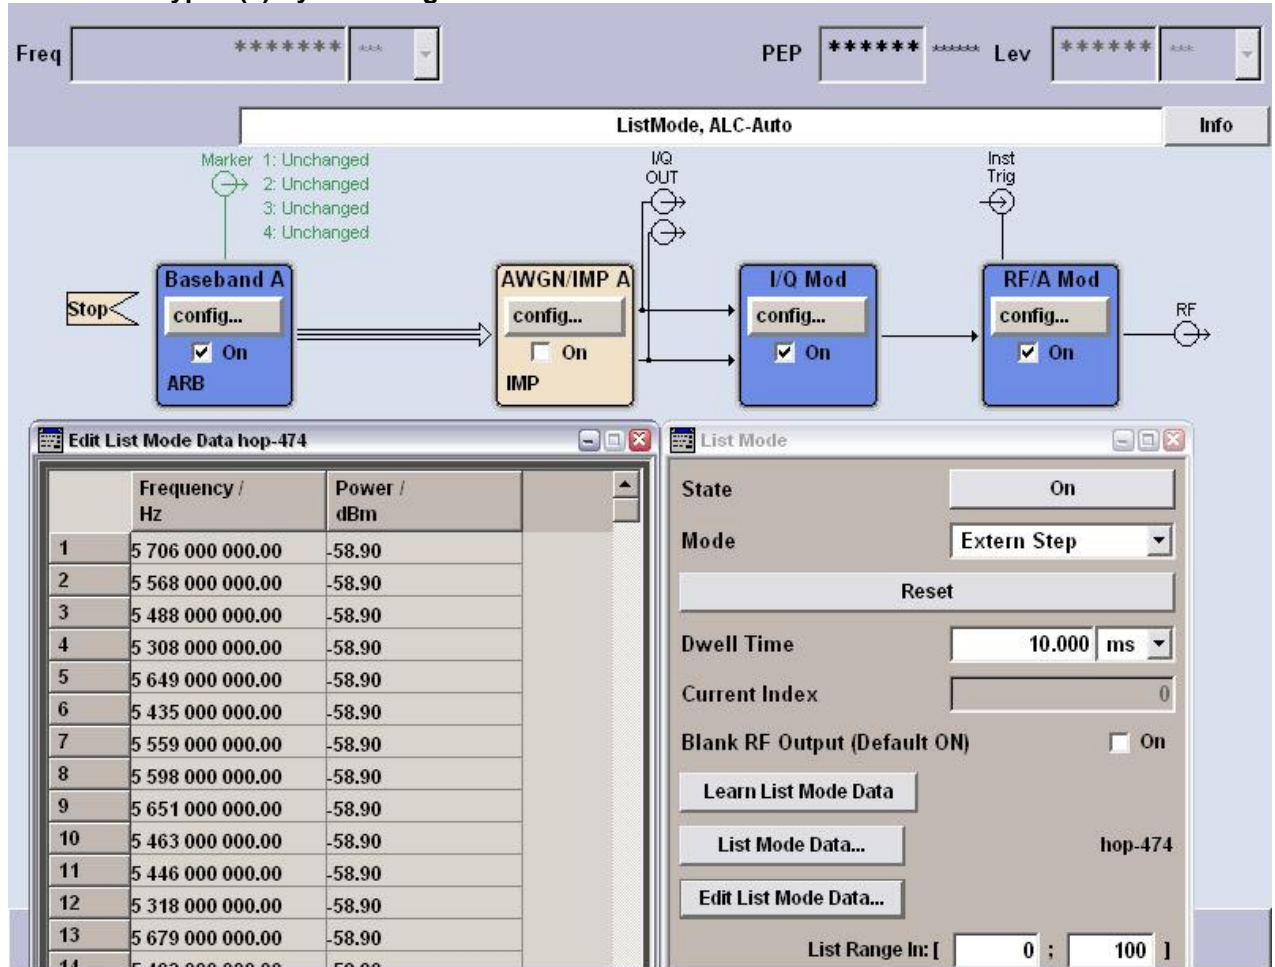 Freq ******* *** PEP ****** ****** Lev ****** ***
ListMode, ALC-Auto Info
Marker 1: Unchanged
2: Unchanged
3: Unchanged
4: Unchanged
I/Q
OUT
Inst
Trig
Stop
Baseband A
config...
On
ARB
AWGN/IMP A
config...
On
IMP
I/Q Mod
config...
On
RF/A Mod
config...
On
RF
Edit List Mode Data hop-474
Frequency / Power /
Hz dBm
1 5 706 000 000.00 -58.90
2 5 568 000 000.00 -58.90
3 5 488 000 000.00 -58.90
4 5 308 000 000.00 -58.90
5 5 649 000 000.00 -58.90
6 5 435 000 000.00 -58.90
7 5 559 000 000.00 -58.90
8 5 598 000 000.00 -58.90
9 5 651 000 000.00 -58.90
10 5 463 000 000.00 -58.90
11 5 446 000 000.00 -58.90
12 5 318 000 000.00 -58.90
13 5 679 000 000.00 -58.90
List Mode
State On
Mode Extern Step
Reset
Dwell Time 10.000 ms
Current Index 0
Blank RF Output (Default ON) On
Learn List Mode Data
List Mode Data... hop-474
Edit List Mode Data...
List Range In: [ 0 ; 100 ]